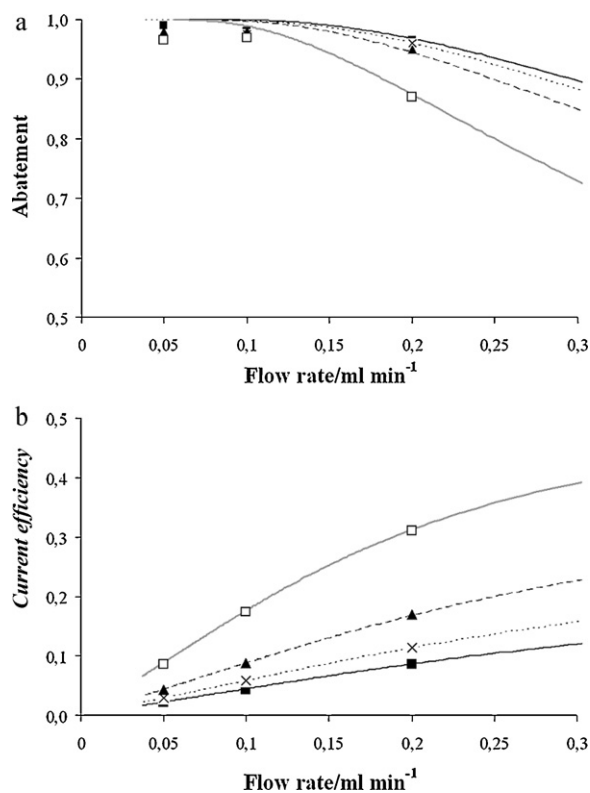 a
1,0
0,9
0,8
0,7
0,6
0,5
Abatement
0 0,05 0,1 0,15 0,2 0,25 0,3
Flow rate/ml min⁻¹
b
0,5
0,4
0,3
0,2
0,1
0,0
Current efficiency
0 0,05 0,1 0,15 0,2 0,25 0,3
Flow rate/ml min⁻¹